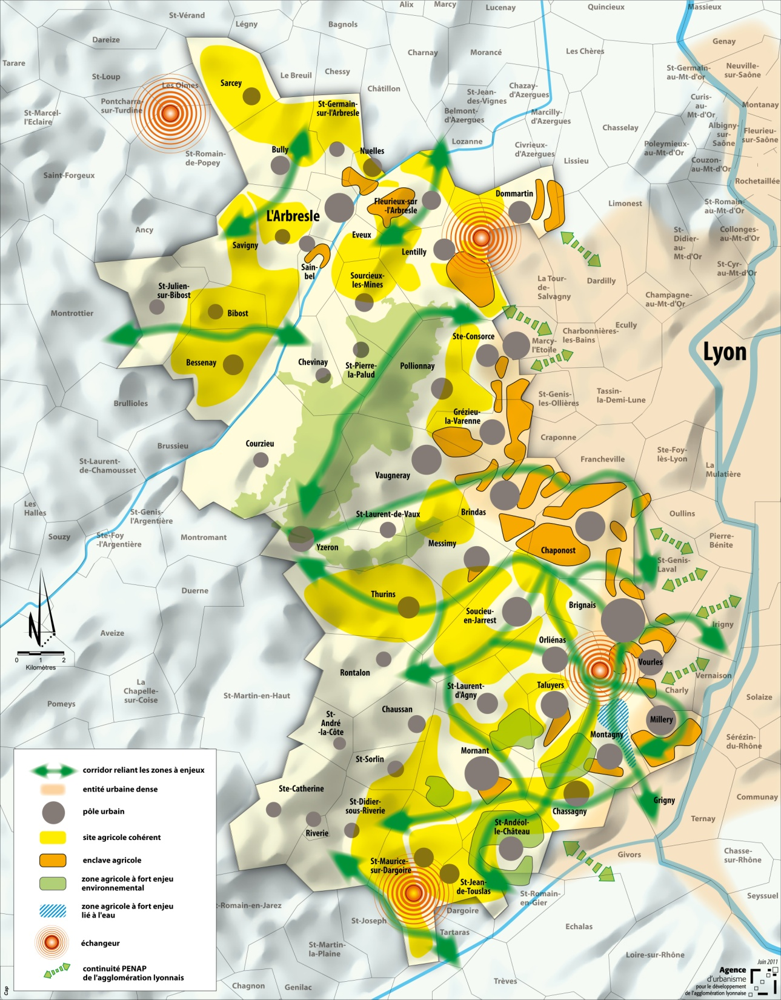 Alix
Marcy
Lucenay
Quincieux
Massieux
St-Vérand
Légny
Bagnols
Dareize
Genay
Tarare
Charnay
Morancé
Les Chères
St-Germain-
au-Mt-d'or
Neuville-
sur-Saône
St-Loup
Les Olmes
Sarcey
Le Breuil
Chessy
Châtillon
Chazay-
d'Azergues
St-Jean-
des-Vignes
Curis-
au-
Mt-d'Or
Montanay
Pontcharra-
sur-Turdine
St-Germain-
sur-l'Arbresle
Belmont-
d'Azergues
Marcilly-
d'Azergues
St-Marcel-
l'Eclaire
Chasselay
Albigny-
sur-
Saône
Fleurieu-
sur-Saône
Bully
Nuelles
Lozanne
Civrieux-
d'Azergues
Lissieu
Poleymieux-
au-Mt-d'Or
Couzon-
au-Mt-d'Or
St-Romain-
de-Popey
Saint-Forgeux
Rochetaillée
Dommartin
Limonest
St-Romain-
au-Mt-d'Or
Fleurieux-sur
-l'Arbresle
L'Arbresle
Ancy
Eveux
St-
Didier-
au-
Mt-d'Or
Collonges-
au-Mt-d'Or
Savigny
Lentilly
Sain-
bel
Sourcieux-
les-Mines
La Tour-
de-
Salvagny
Dardilly
St-Cyr-
au-Mt-d'Or
St-Julien-
sur-Bibost
Champagne-
au-Mt-d'Or
Montrottier
Bibost
Ecully
Charbonnières-
les-Bains
Ste-Consorce
Marcy-
l'Etoile
Lyon
Bessenay
Chevinay
St-Pierre-
la-Palud
Pollionnay
Brullioles
St-Genis-
les-Ollières
Tassin-
la-Demi-Lune
Grézieu-
la-Varenne
Craponne
Courzieu
Brussieu
St-Laurent-
de-Chamousset
Francheville
Ste-Foy-
lès-Lyon
La
Mulatière
Vaugneray
Les
Halles
St-Genis-
l'Argentière
St-Laurent-de-Vaux
Brindas
Oullins
Souzy
Ste-Foy
-l'Argentière
Montromant
Yzeron
Messimy
Chaponost
Pierre-
Bénite
St-Genis-
Laval
Duerne
Thurins
Soucieu-
en-Jarrest
Brignais
Irigny
N
Aveize
Orliénas
0 1 2
Kilomètres
Rontalon
Vourles
Vernaison
La
Chapelle-
sur-Coise
St-Martin-en-Haut
St-Laurent-
d'Agny
Taluyers
Charly
Pomeys
Solaize
Chaussan
St-
André
-la-Côte
Millery
Montagny
Sérézin-
du-Rhône
St-Sorlin
Mornant
Ste-Catherine
St-Didier-
sous-Riverie
Grigny
Communay
Chassagny
Ternay
St-Andéol-
le-Château
Riverie
Givors
Chasse-
sur-Rhône
St-Maurice-
sur-Dargoire
St-Jean-
de-Touslas
St-Romain-
en-Gier
Seyssuel
t-Romain-en-Jarez
Dargoire
St-Joseph
Tartaras
Echalas
St-Martin-
la-Plaine
Loire-sur-Rhône
Chagnon
Genilac
Trèves
corridor reliant les zones à enjeux
entité urbaine dense
pôle urbain
site agricole cohérent
enclave agricole
zone agricole à fort enjeu
environnemental
zone agricole à fort enjeu
lié à l'eau
échangeur
continuité PENAP
de l'agglomération lyonnais
Cap
Juin 2011
Agence
d'urbanisme
pour le développement
de l'agglomération lyonnaise